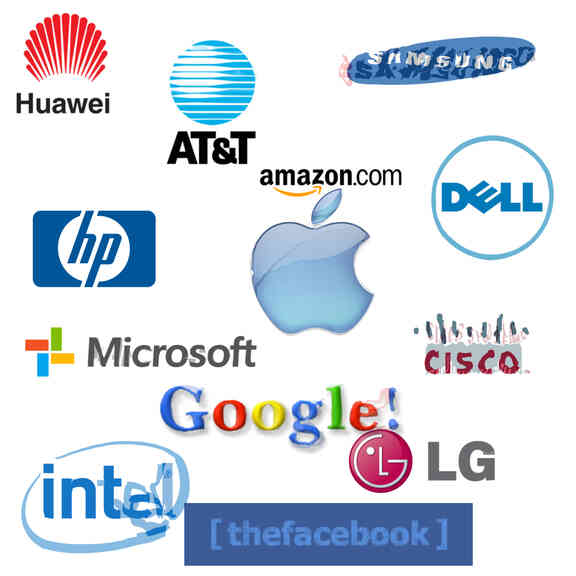 Huawei
AT&T
SAMSUNG
amazon.com
DELL
hp
Microsoft
CISCO
Google!
LG
intel
[ thefacebook ]